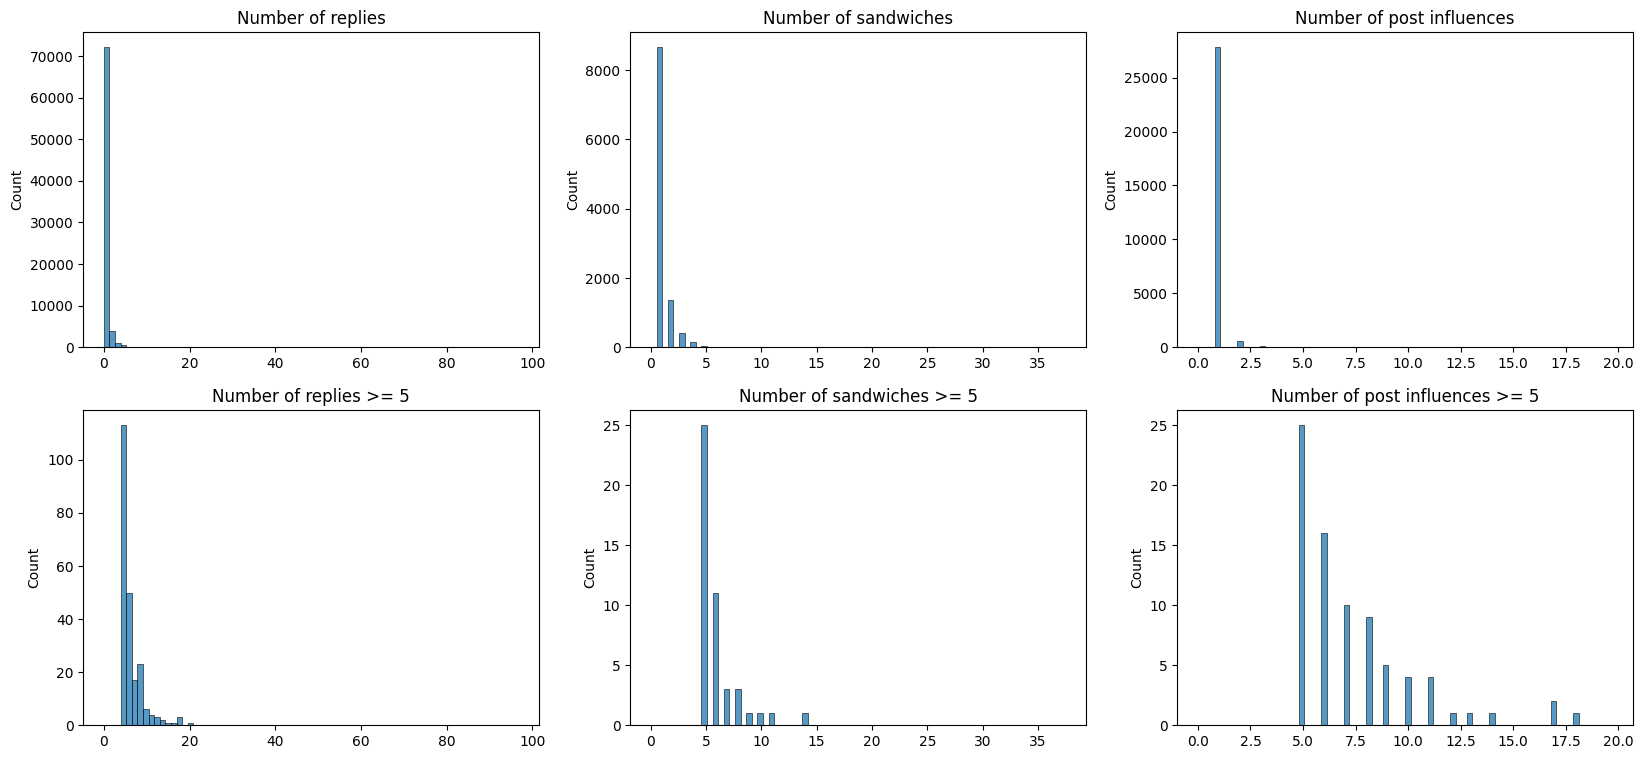 Number of replies
Number of sandwiches
Number of post influences
Count
70000
60000
50000
40000
30000
20000
10000
0
0 20 40 60 80 100
Count
8000
6000
4000
2000
0
0 5 10 15 20 25 30 35
Count
25000
20000
15000
10000
5000
0
0.0 2.5 5.0 7.5 10.0 12.5 15.0 17.5 20.0
Number of replies >= 5
Number of sandwiches >= 5
Number of post influences >= 5
Count
100
80
60
40
20
0
0 20 40 60 80 100
Count
25
20
15
10
5
0
0 5 10 15 20 25 30 35
Count
25
20
15
10
5
0
0.0 2.5 5.0 7.5 10.0 12.5 15.0 17.5 20.0